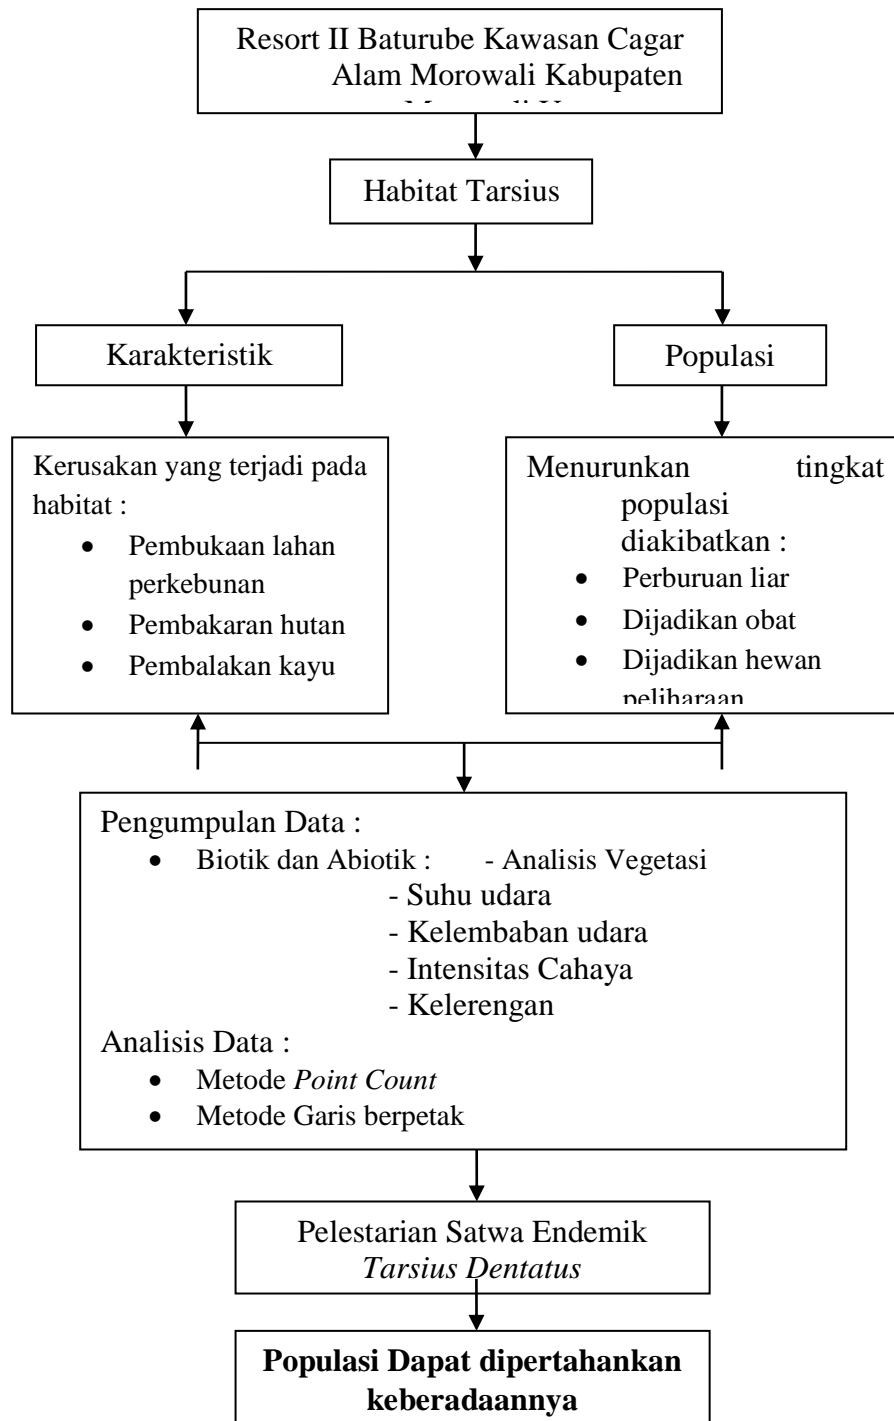 Resort II Baturube Kawasan Cagar
Alam Morowali Kabupaten
Habitat Tarsius
Karakteristik
Populasi
Kerusakan yang terjadi pada
habitat :
• Pembukaan lahan
perkebunan
• Pembakaran hutan
• Pembalakan kayu
Menurunkan tingkat
populasi
diakibatkan :
• Perburuan liar
• Dijadikan obat
• Dijadikan hewan
peliharaan
Pengumpulan Data :
• Biotik dan Abiotik : - Analisis Vegetasi
- Suhu udara
- Kelembaban udara
- Intensitas Cahaya
- Kelerengan
Analisis Data :
• Metode Point Count
• Metode Garis berpetak
Pelestarian Satwa Endemik
Tarsius Dentatus
Populasi Dapat dipertahankan
keberadaannya